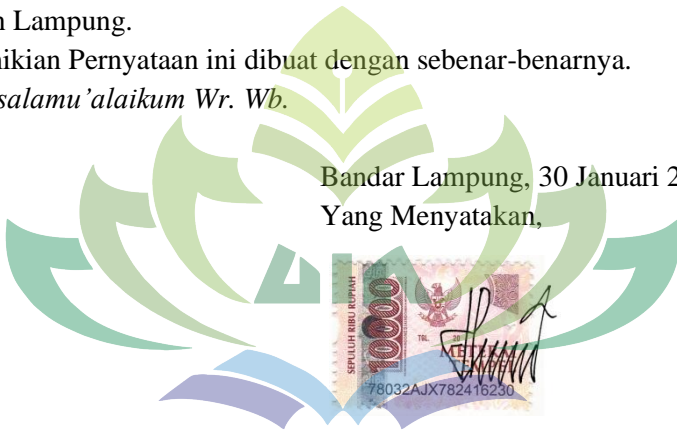 n Lampung.
ikian Pernyataan ini dibuat dengan sebenar-benarnya.
salamu’alaikum Wr. Wb.
Bandar Lampung, 30 Januari 2
Yang Menyatakan,
SEPULUH RIBU RUPIAH
10000
TGL. 20
METERAI
TEMPEL
78032AJX782416230